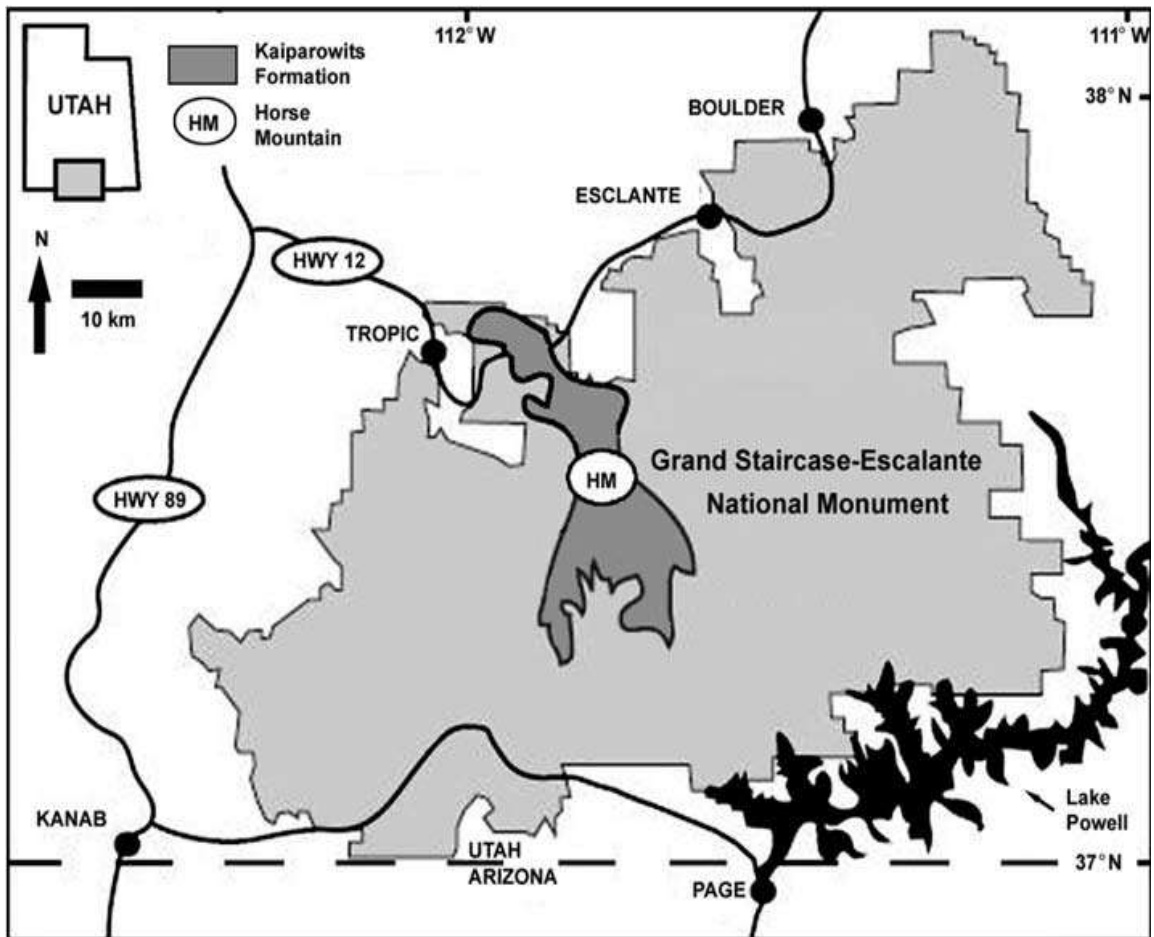 112°W
111°W
Kaiparowits
Formation
UTAH
HM
Horse
Mountain
38°N
BOULDER
ESCLANTE
N
HWY 12
10 km
TROPIC
Grand Staircase-Escalante
National Monument
HM
HWY 89
Lake
Powell
KANAB
UTAH
ARIZONA
37°N
PAGE